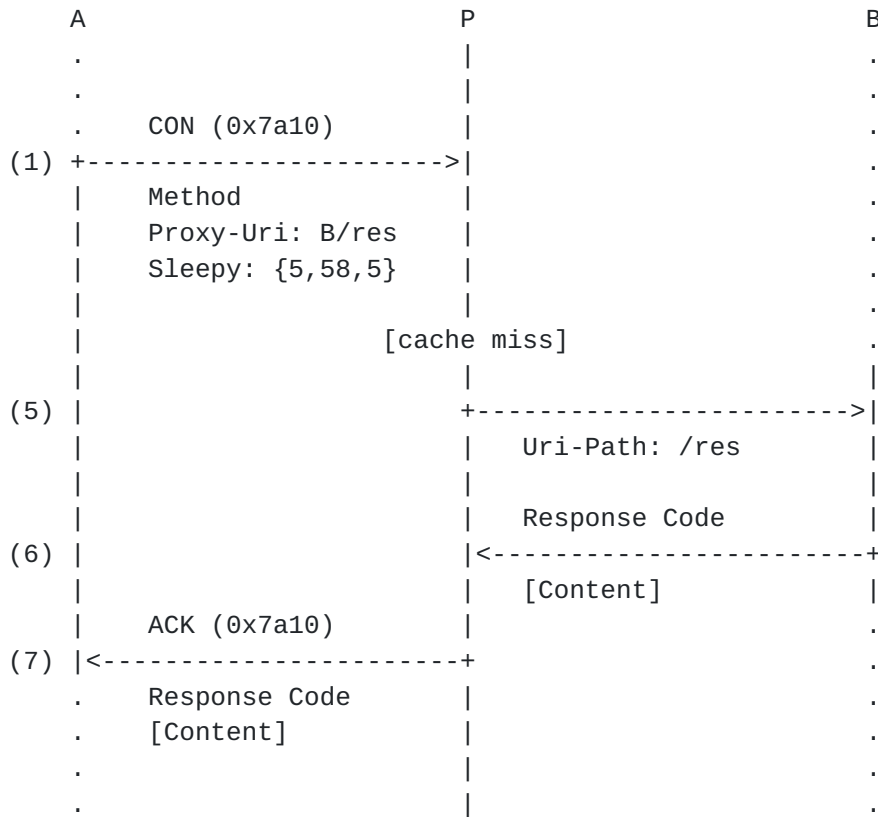 A P B
. | .
. | .
. CON (0x7a10) | .
(1) +----------------------->| .
| Method | .
| Proxy-Uri: B/res | .
| Sleepy: {5,58,5} | .
| | .
| [cache miss] .
| | |
(5) | +------------------------>|
| | Uri-Path: /res |
| | |
| | Response Code |
(6) | |<------------------------+
| | [Content] |
| ACK (0x7a10) | .
(7) |<-----------------------+ .
. Response Code | .
. [Content] | .
. | .
. | .